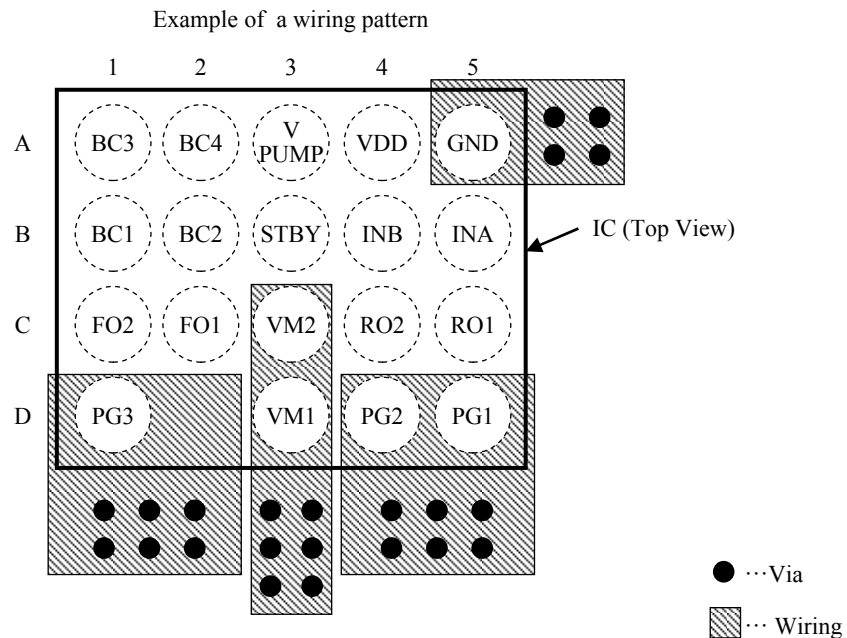 Example of a wiring pattern
1 2 3 4 5
A BC3 BC4 V PUMP VDD GND
B BC1 BC2 STBY INB INA
IC (Top View)
C FO2 FO1 VM2 RO2 RO1
D PG3 VM1 PG2 PG1
…Via
… Wiring